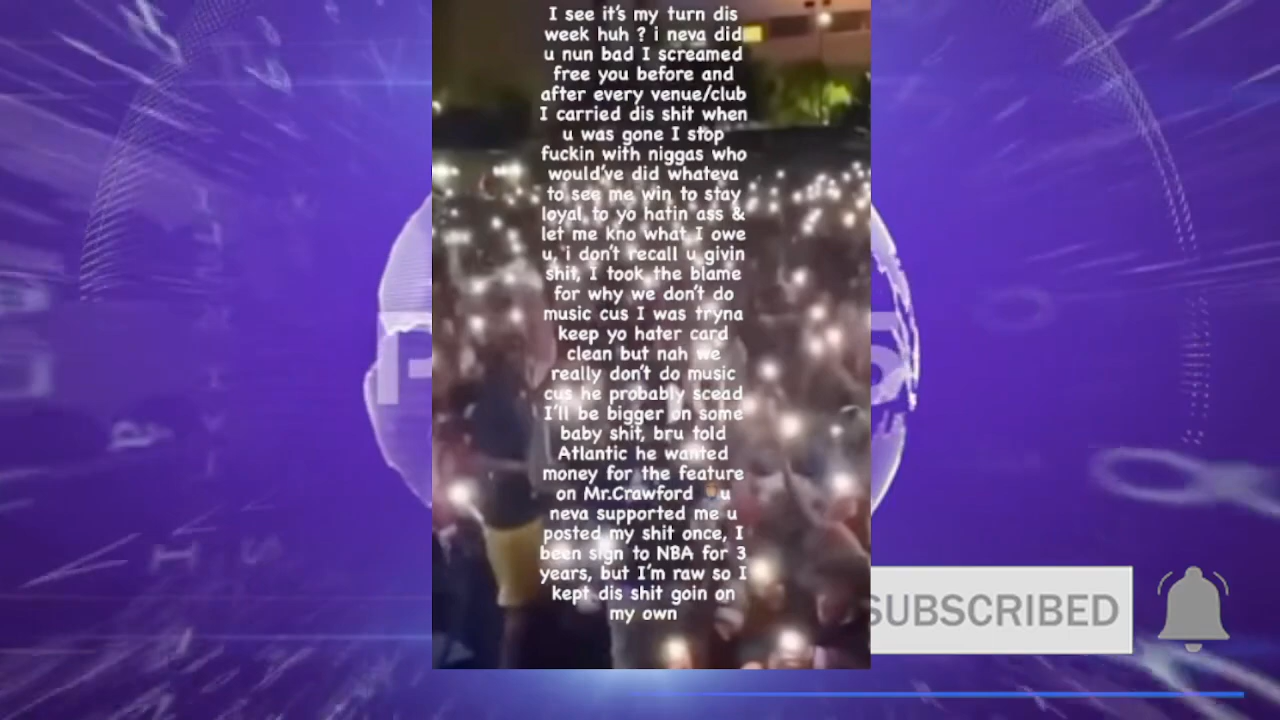 I see it's my turn dis
week huh ? i neva did
u nun bad I screamed
free you before and
after every venue/club
I carried dis shit when
u was gone I stop
fuckin with niggas who
would've did whateva
to see me win to stay
loyal to yo hatin ass &
let me kno what I owe
u, i don't recall u givin
shit, I took the blame
for why we don't do
music cus I was tryna
keep yo hater card
clean but nah we
really don't do music
cus he probably scead
I'll be bigger on some
baby shit, bru told
Atlantic he wanted
money for the feature
on Mr.Crawford u
neva supported me u
posted my shit once, I
been sign to NBA for 3
years, but I'm raw so I
kept dis shit goin on
my own
SUBSCRIBED